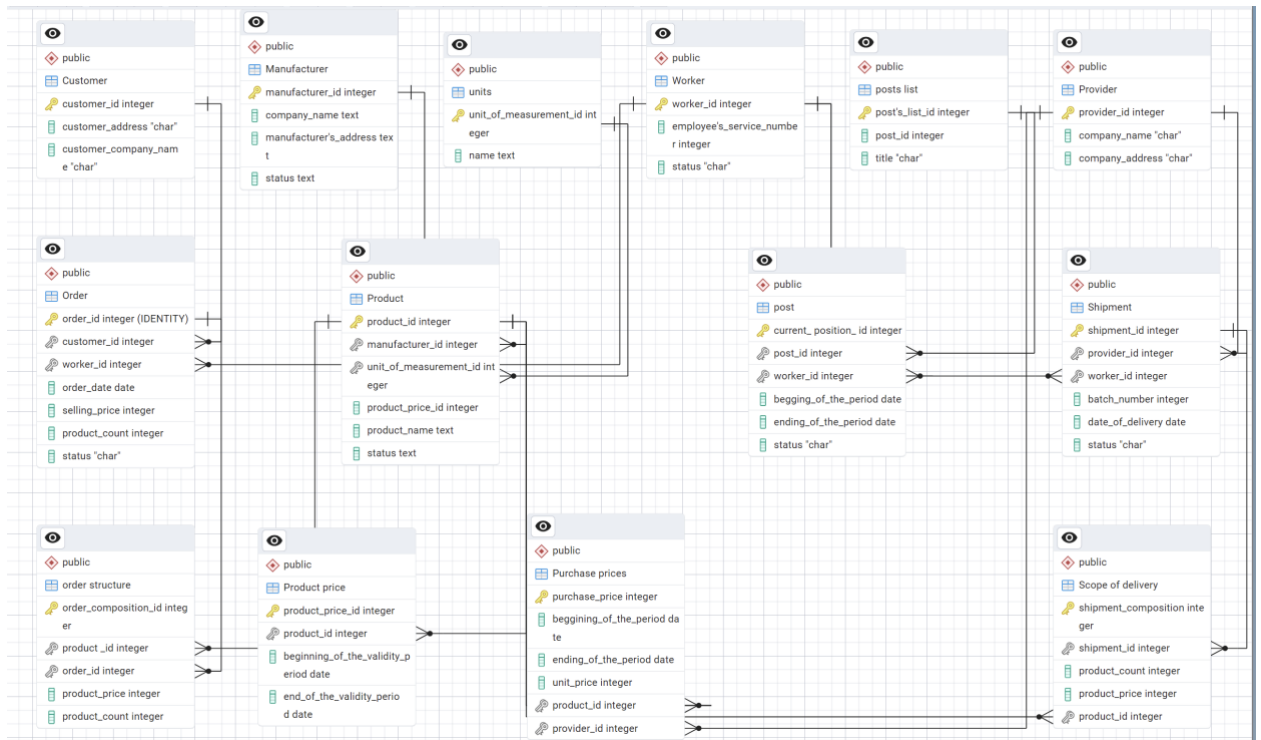 public
Customer
customer_id integer
customer_address "char"
customer_company_nam
e "char"
public
Manufacturer
manufacturer_id integer
company_name text
manufacturer's_address tex
t
status text
public
units
unit_of_measurement_id int
eger
name text
public
Worker
worker_id integer
employee's_service_numbe
r integer
status "char"
public
posts list
post's_list_id integer
post_id integer
title "char"
public
Provider
provider_id integer
company_name "char"
company_address "char"
public
Order
order_id integer (IDENTITY)
customer_id integer
worker_id integer
order_date date
selling_price integer
product_count integer
status "char"
public
Product
product_id integer
manufacturer_id integer
unit_of_measurement_id int
eger
product_price_id integer
product_name text
status text
public
post
current_ position_ id integer
post_id integer
worker_id integer
begging_of_the_period date
ending_of_the_period date
status "char"
public
Shipment
shipment_id integer
provider_id integer
worker_id integer
batch_number integer
date_of_delivery date
status "char"
public
order structure
order_composition_id integ
er
product _id integer
order_id integer
product_price integer
product_count integer
public
Product price
product_price_id integer
product_id integer
beginning_of_the_validity_p
eriod date
end_of_the_validity_perio
d date
public
Purchase prices
purchase_price integer
beggining_of_the_period da
te
ending_of_the_period date
unit_price integer
product_id integer
provider_id integer
public
Scope of delivery
shipment_composition inte
ger
shipment_id integer
product_count integer
product_price integer
product_id integer